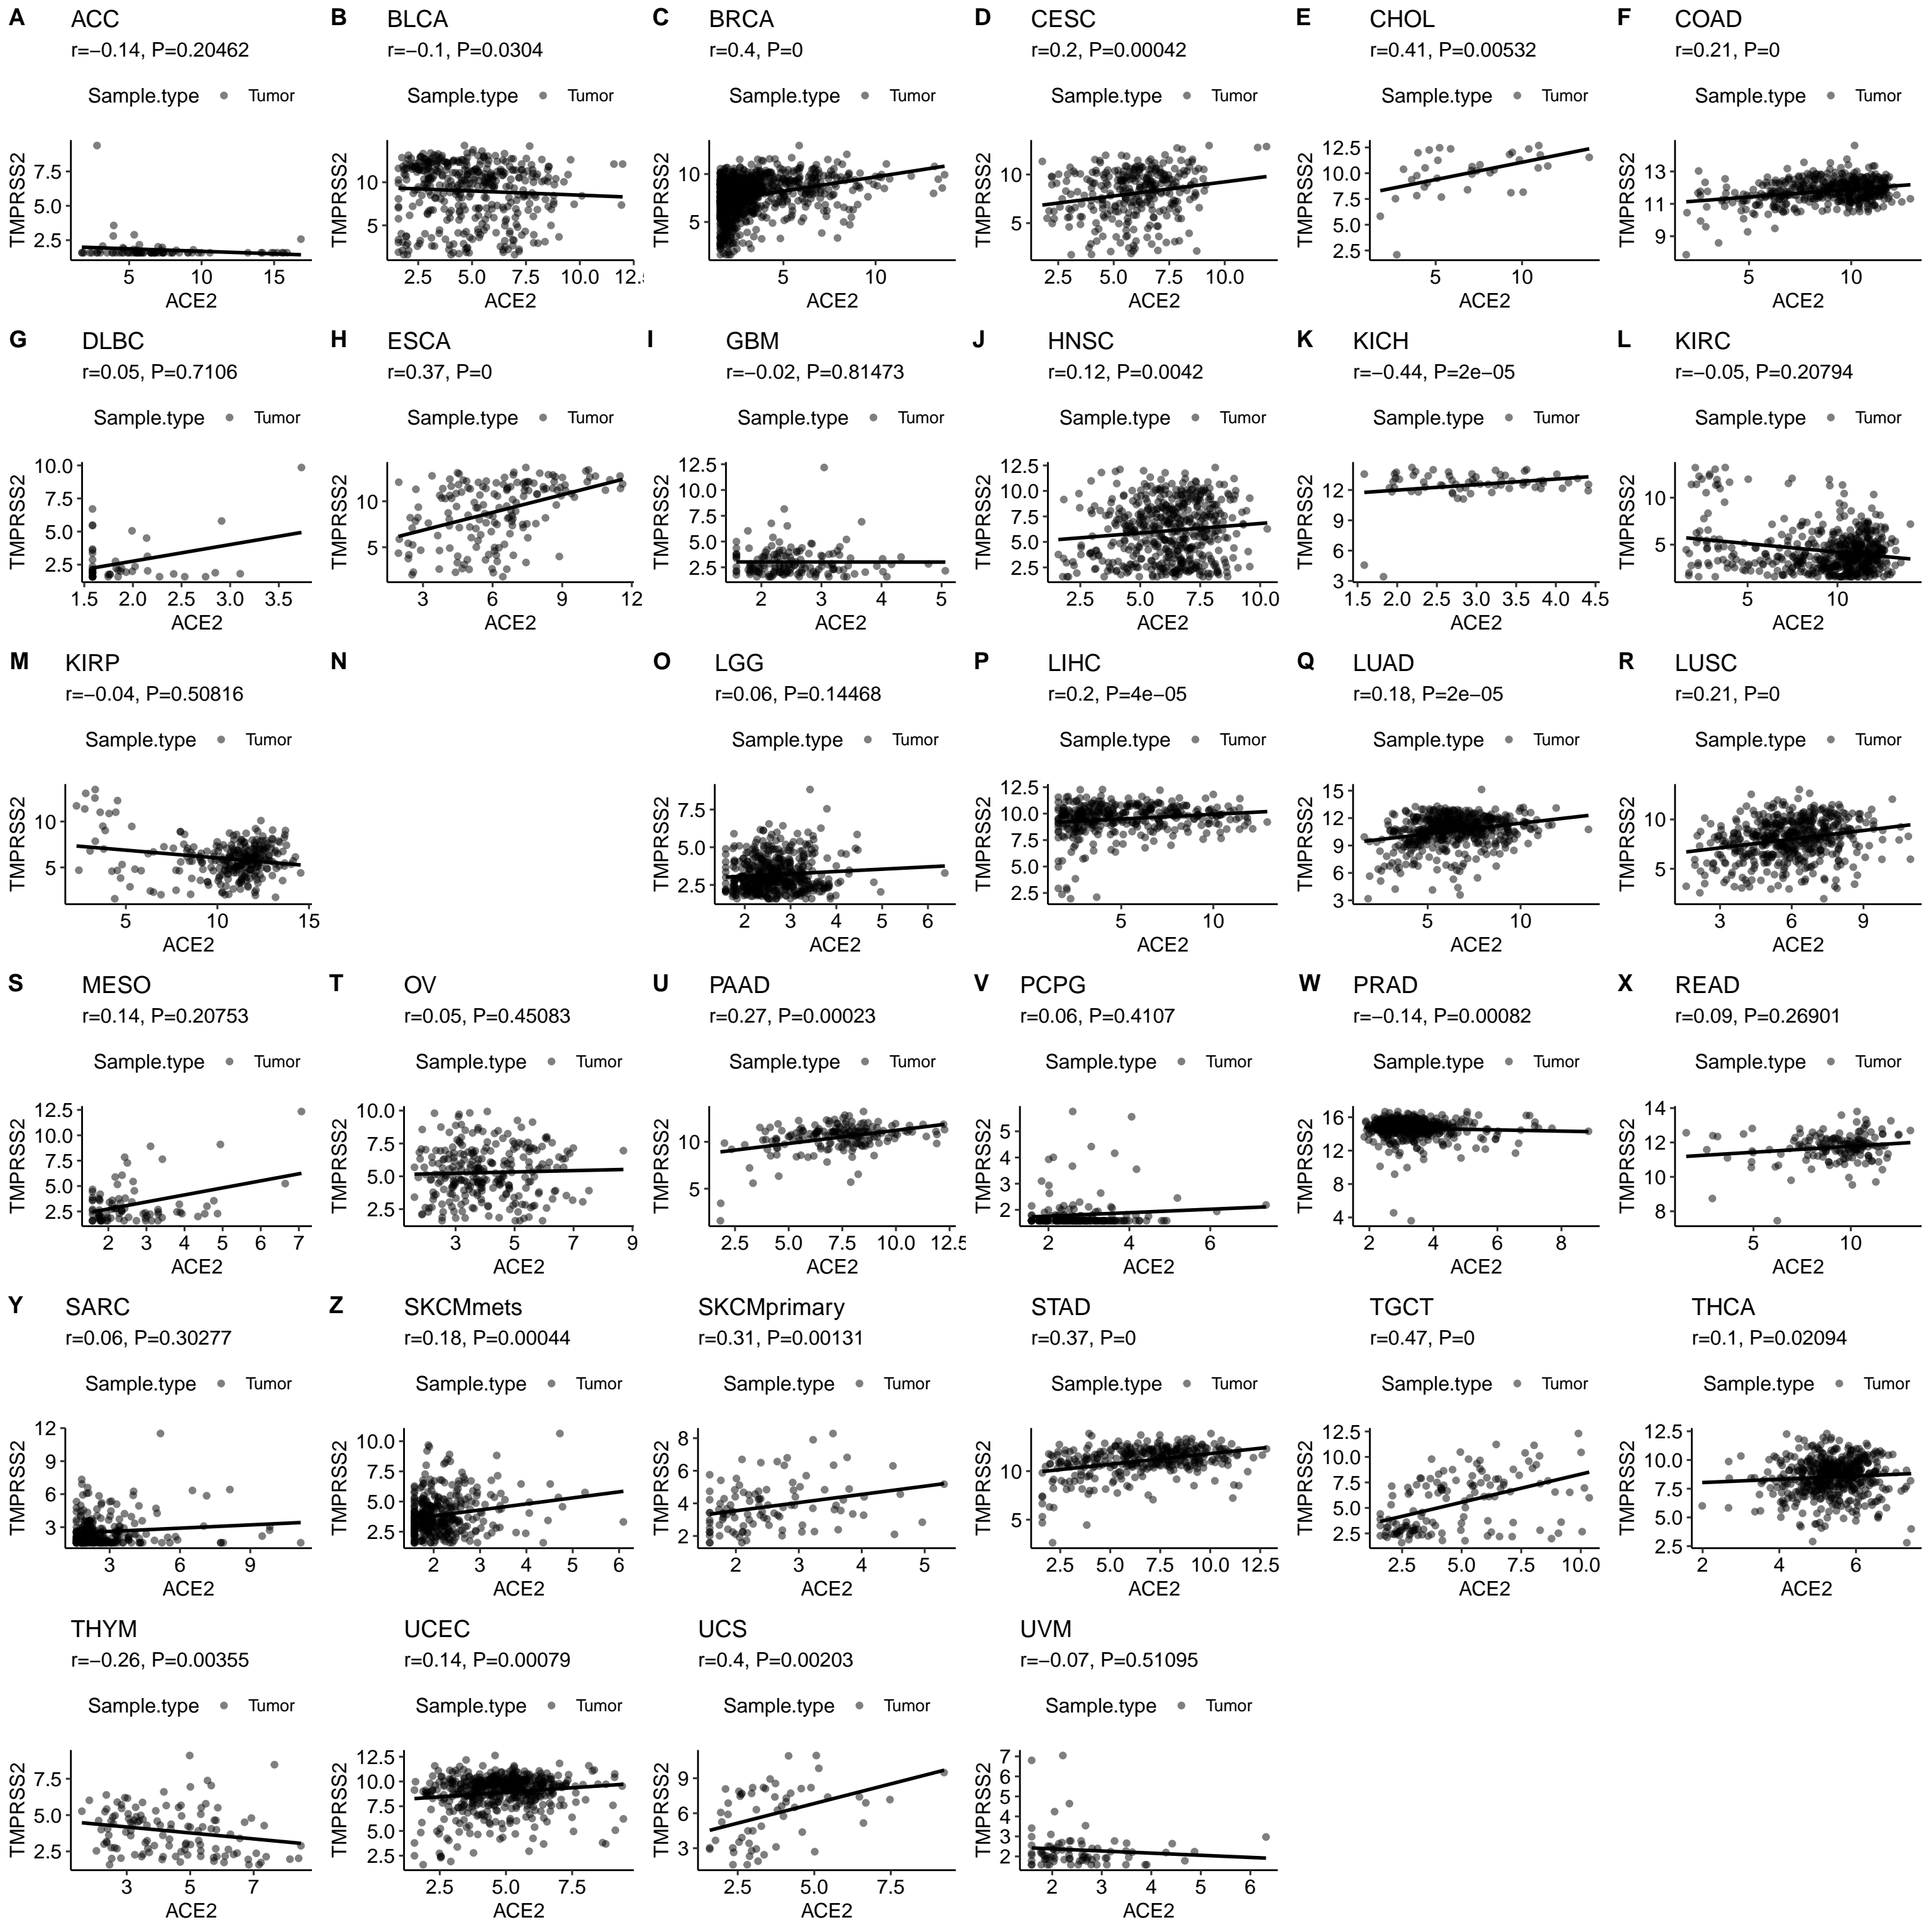 A ACC
r=−0.14, P=0.20462
Sample.type Tumor
TMPRSS2
7.5
5.0
2.5
5 10 15
ACE2
B BLCA
r=−0.1, P=0.0304
Sample.type Tumor
TMPRSS2
10
5
2.5 5.0 7.5 10.0 12.
ACE2
C BRCA
r=0.4, P=0
Sample.type Tumor
TMPRSS2
10
5
5 10
ACE2
D CESC
r=0.2, P=0.00042
Sample.type Tumor
TMPRSS2
10
5
2.5 5.0 7.5 10.0
ACE2
E CHOL
r=0.41, P=0.00532
Sample.type Tumor
TMPRSS2
12.5
10.0
7.5
5.0
2.5
5 10
ACE2
F COAD
r=0.21, P=0
Sample.type Tumor
TMPRSS2
13
11
9
5 10
ACE2
G DLBC
r=0.05, P=0.7106
Sample.type Tumor
TMPRSS2
10.0
7.5
5.0
2.5
1.5 2.0 2.5 3.0 3.5
ACE2
H ESCA
r=0.37, P=0
Sample.type Tumor
TMPRSS2
10
5
3 6 9 12
ACE2
I GBM
r=−0.02, P=0.81473
Sample.type Tumor
TMPRSS2
12.5
10.0
7.5
5.0
2.5
2 3 4 5
ACE2
J HNSC
r=0.12, P=0.0042
Sample.type Tumor
TMPRSS2
12.5
10.0
7.5
5.0
2.5
2.5 5.0 7.5 10.0
ACE2
K KICH
r=−0.44, P=2e−05
Sample.type Tumor
TMPRSS2
12
9
6
3
1.5 2.0 2.5 3.0 3.5 4.0 4.5
ACE2
L KIRC
r=−0.05, P=0.20794
Sample.type Tumor
TMPRSS2
10
5
5 10
ACE2
M KIRP
r=−0.04, P=0.50816
Sample.type Tumor
TMPRSS2
10
5
5 10 15
ACE2
N
O LGG
r=0.06, P=0.14468
Sample.type Tumor
TMPRSS2
7.5
5.0
2.5
2 3 4 5 6
ACE2
P LIHC
r=0.2, P=4e−05
Sample.type Tumor
TMPRSS2
12.5
10.0
7.5
5.0
2.5
5 10
ACE2
Q LUAD
r=0.18, P=2e−05
Sample.type Tumor
TMPRSS2
15
12
9
6
3
5 10
ACE2
R LUSC
r=0.21, P=0
Sample.type Tumor
TMPRSS2
10
5
3 6 9
ACE2
S MESO
r=0.14, P=0.20753
Sample.type Tumor
TMPRSS2
12.5
10.0
7.5
5.0
2.5
2 3 4 5 6 7
ACE2
T OV
r=0.05, P=0.45083
Sample.type Tumor
TMPRSS2
10.0
7.5
5.0
2.5
3 5 7 9
ACE2
U PAAD
r=0.27, P=0.00023
Sample.type Tumor
TMPRSS2
10
5
2.5 5.0 7.5 10.0 12.5
ACE2
V PCPG
r=0.06, P=0.4107
Sample.type Tumor
TMPRSS2
5
4
3
2
2 4 6
ACE2
W PRAD
r=−0.14, P=0.00082
Sample.type Tumor
TMPRSS2
16
12
8
4
2 4 6 8
ACE2
X READ
r=0.09, P=0.26901
Sample.type Tumor
TMPRSS2
14
12
10
8
5 10
ACE2
Y SARC
r=0.06, P=0.30277
Sample.type Tumor
TMPRSS2
12
9
6
3
3 6 9
ACE2
Z SKCMmets
r=0.18, P=0.00044
Sample.type Tumor
TMPRSS2
10.0
7.5
5.0
2.5
2 3 4 5 6
ACE2
SKCMprimary
r=0.31, P=0.00131
Sample.type Tumor
TMPRSS2
8
6
4
2
2 3 4 5
ACE2
STAD
r=0.37, P=0
Sample.type Tumor
TMPRSS2
10
5
2.5 5.0 7.5 10.0 12.5
ACE2
TGCT
r=0.47, P=0
Sample.type Tumor
TMPRSS2
12.5
10.0
7.5
5.0
2.5
2.5 5.0 7.5 10.0
ACE2
THCA
r=0.1, P=0.02094
Sample.type Tumor
TMPRSS2
12.5
10.0
7.5
5.0
2.5
2 4 6
ACE2
THYM
r=−0.26, P=0.00355
Sample.type Tumor
TMPRSS2
7.5
5.0
2.5
3 5 7
ACE2
UCEC
r=0.14, P=0.00079
Sample.type Tumor
TMPRSS2
12.5
10.0
7.5
5.0
2.5
2.5 5.0 7.5
ACE2
UCS
r=0.4, P=0.00203
Sample.type Tumor
TMPRSS2
9
6
3
2.5 5.0 7.5
ACE2
UVM
r=−0.07, P=0.51095
Sample.type Tumor
TMPRSS2
7
6
5
4
3
2
2 3 4 5 6
ACE2